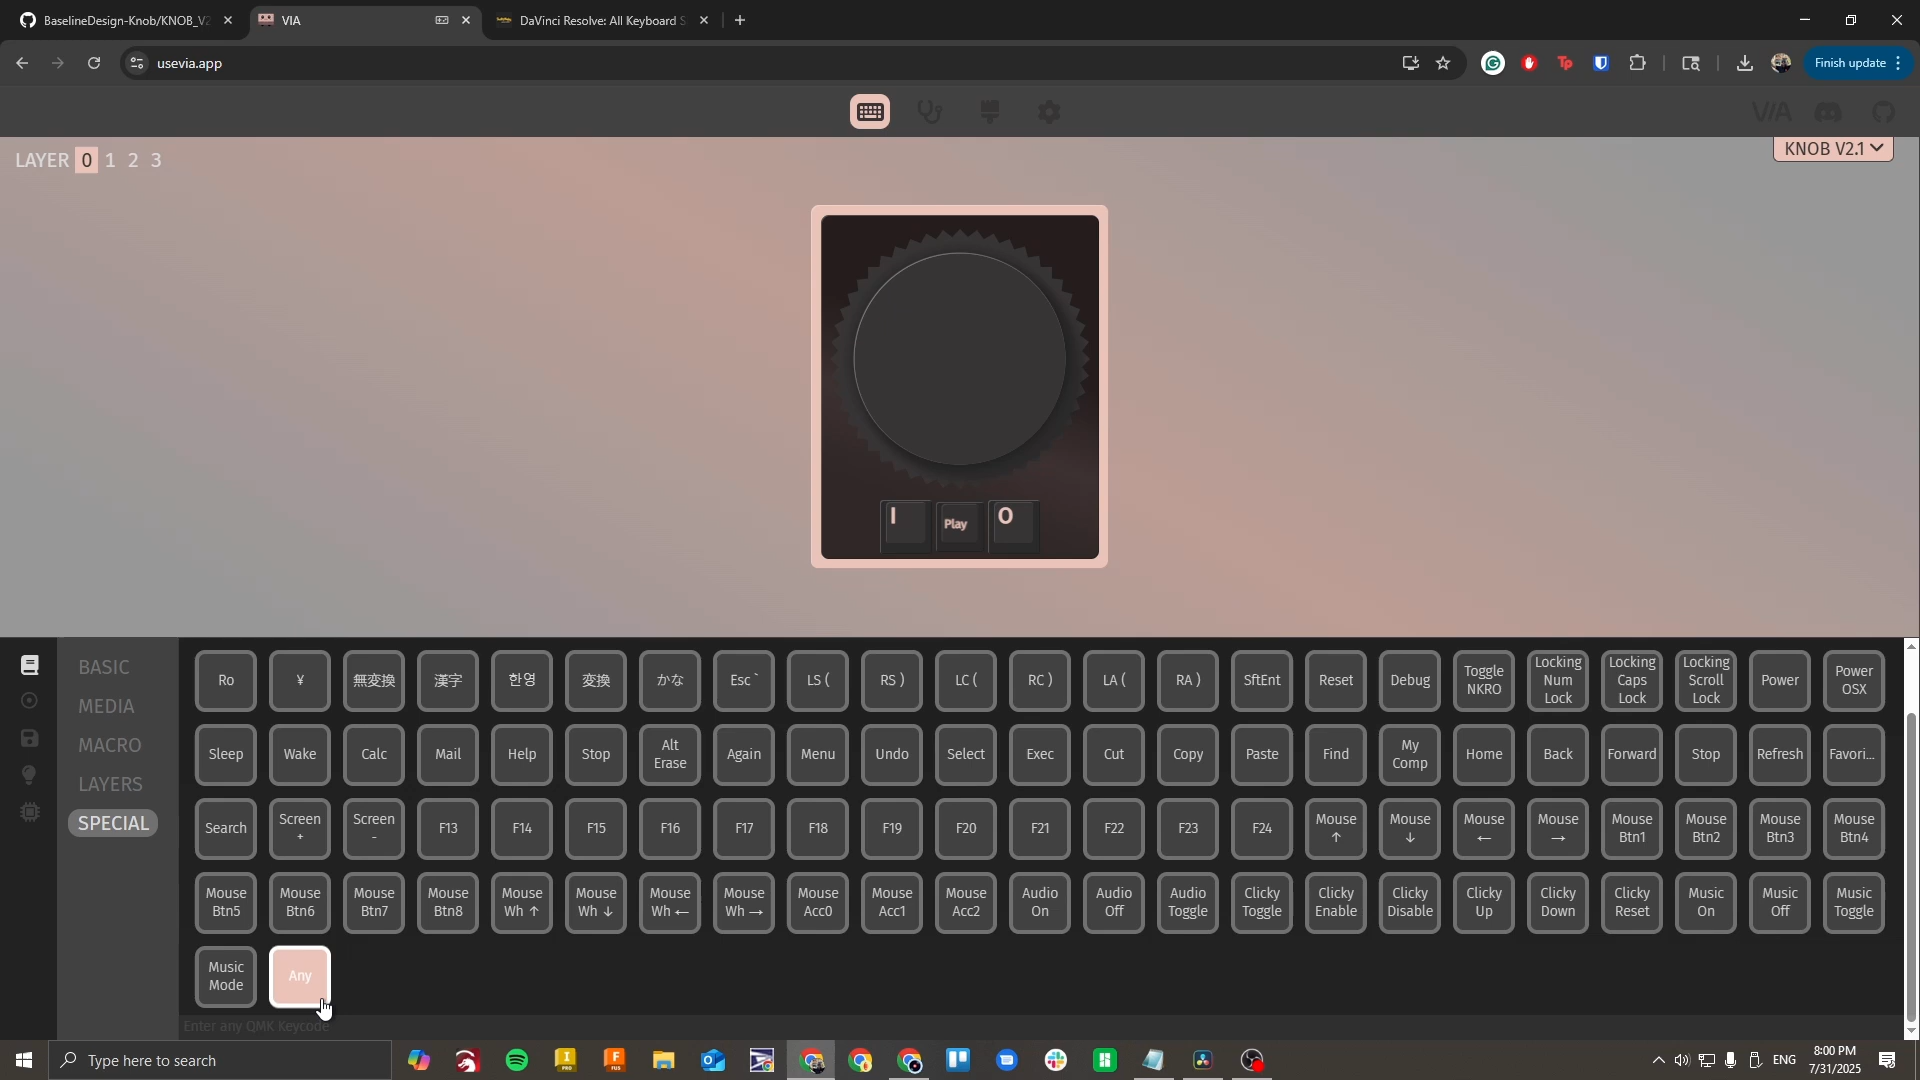 BaselineDesign-Knob/KNOB_V2
VIA
DaVinci Resolve: All Keyboard S
usevia.app
Finish update
VIA
LAYER 0 1 2 3
KNOB V2.1
I Play O
BASIC
MEDIA
MACRO
LAYERS
SPECIAL
Ro ¥ 無変換 漢字 한영 変換 かな Esc ` LS ( RS ) LC ( RC ) LA ( RA ) SftEnt Reset Debug Toggle NKRO Locking Num Lock Locking Caps Lock Locking Scroll Lock Power Power OSX
Sleep Wake Calc Mail Help Stop Alt Erase Again Menu Undo Select Exec Cut Copy Paste Find My Comp Home Back Forward Stop Refresh Favori...
Search Screen + Screen - F13 F14 F15 F16 F17 F18 F19 F20 F21 F22 F23 F24 Mouse ↑ Mouse ↓ Mouse ← Mouse → Mouse Btn1 Mouse Btn2 Mouse Btn3 Mouse Btn4
Mouse Btn5 Mouse Btn6 Mouse Btn7 Mouse Btn8 Mouse Wh ↑ Mouse Wh ↓ Mouse Wh ← Mouse Wh → Mouse Acc0 Mouse Acc1 Mouse Acc2 Audio On Audio Off Audio Toggle Clicky Toggle Clicky Enable Clicky Disable Clicky Up Clicky Down Clicky Reset Music On Music Off Music Toggle
Music Mode Any
Enter any QMK Keycode
Type here to search
ENG
8:00 PM
7/31/2025